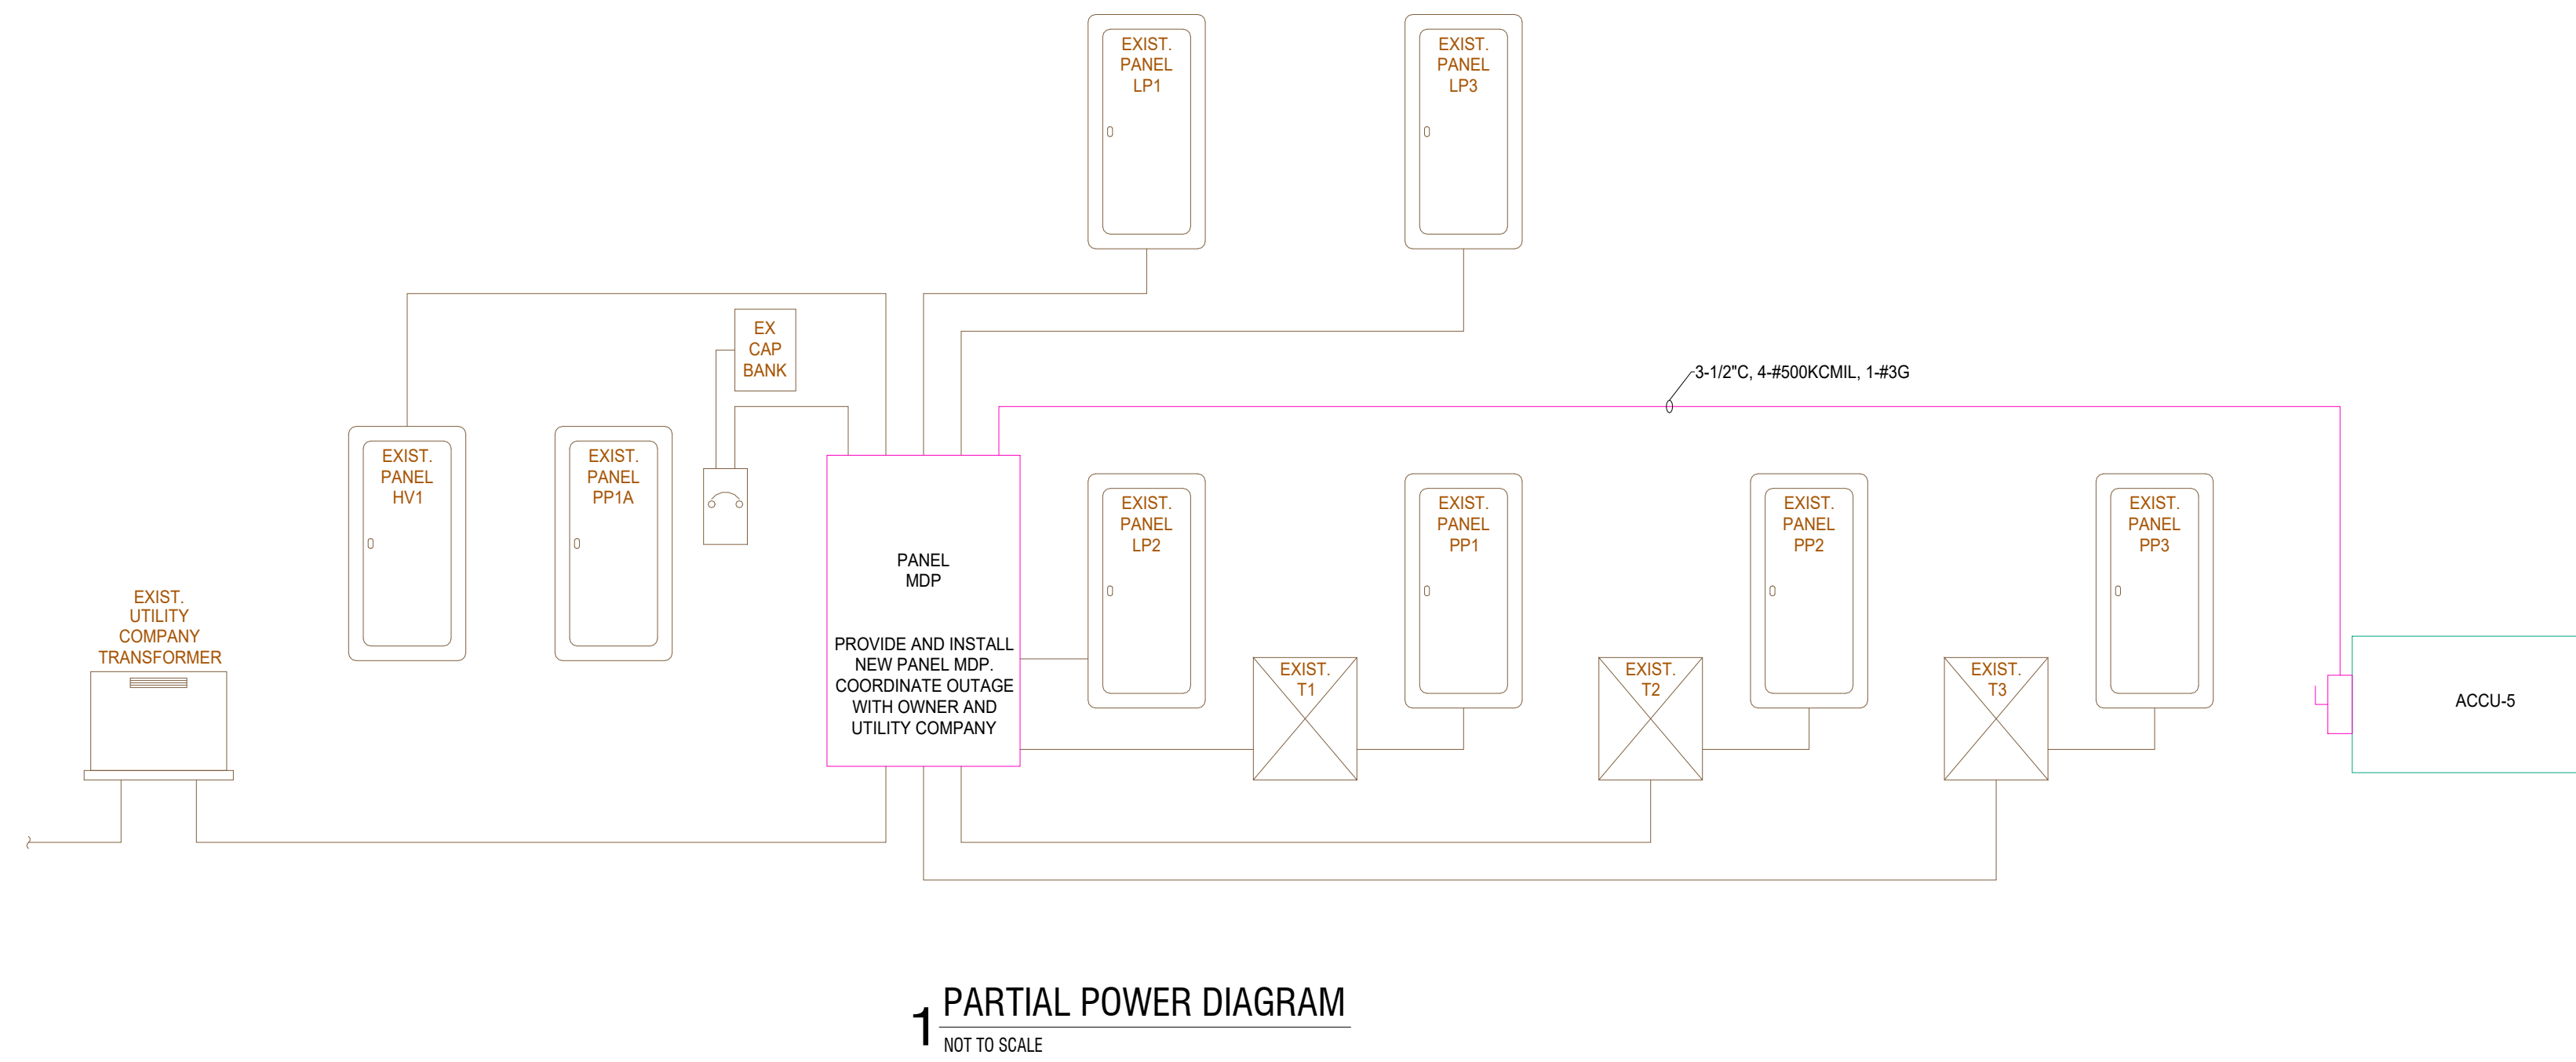 EXIST.
PANEL
LP1
EXIST.
PANEL
LP3
EX
CAP
BANK
3-1/2"C, 4-#500KCMIL, 1-#3G
EXIST.
PANEL
HV1
EXIST.
PANEL
PP1A
EXIST.
PANEL
LP2
EXIST.
PANEL
PP1
EXIST.
PANEL
PP2
EXIST.
PANEL
PP3
PANEL
MDP
PROVIDE AND INSTALL
NEW PANEL MDP.
COORDINATE OUTAGE
WITH OWNER AND
UTILITY COMPANY
EXIST.
UTILITY
COMPANY
TRANSFORMER
EXIST.
T1
EXIST.
T2
EXIST.
T3
ACCU-5
1 PARTIAL POWER DIAGRAM
NOT TO SCALE